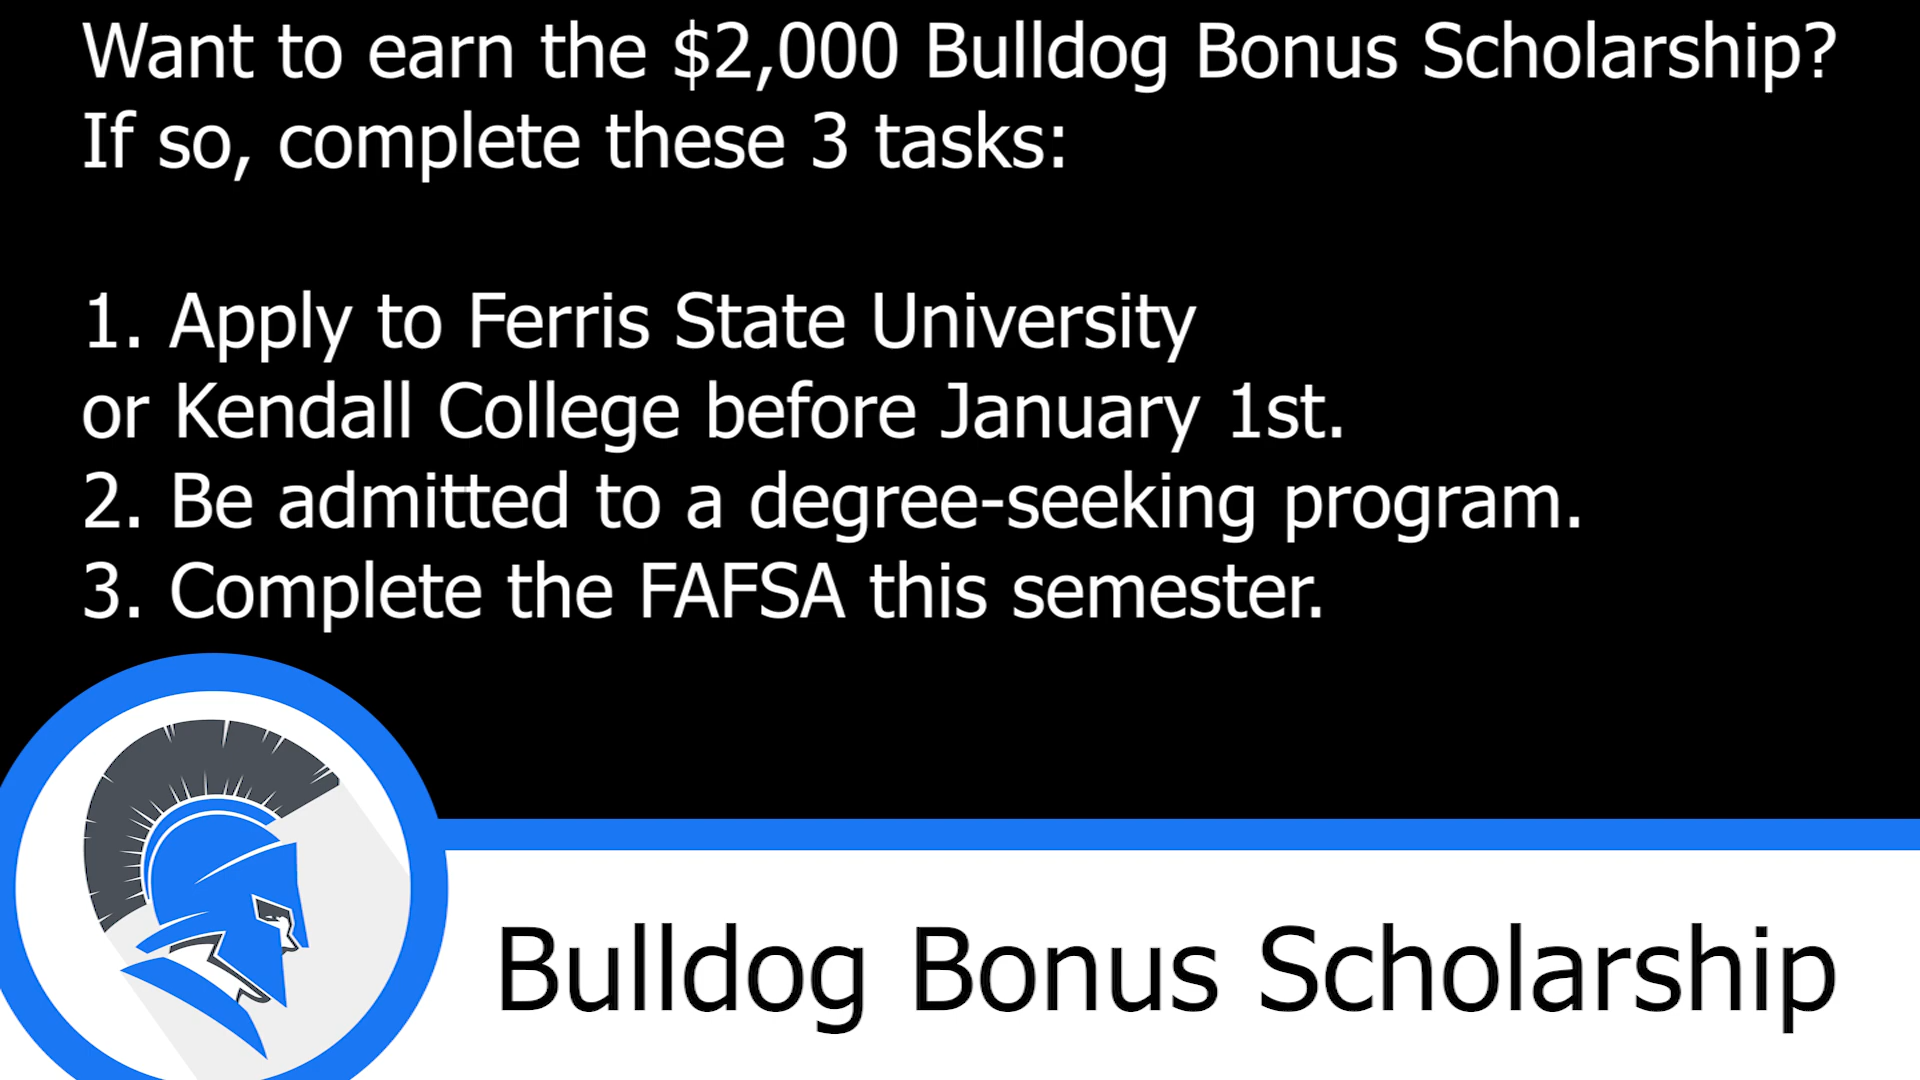 Want to earn the $2,000 Bulldog Bonus Scholarship?
If so, complete these 3 tasks:
1. Apply to Ferris State University
or Kendall College before January 1st.
2. Be admitted to a degree-seeking program.
3. Complete the FAFSA this semester.
Bulldog Bonus Scholarship